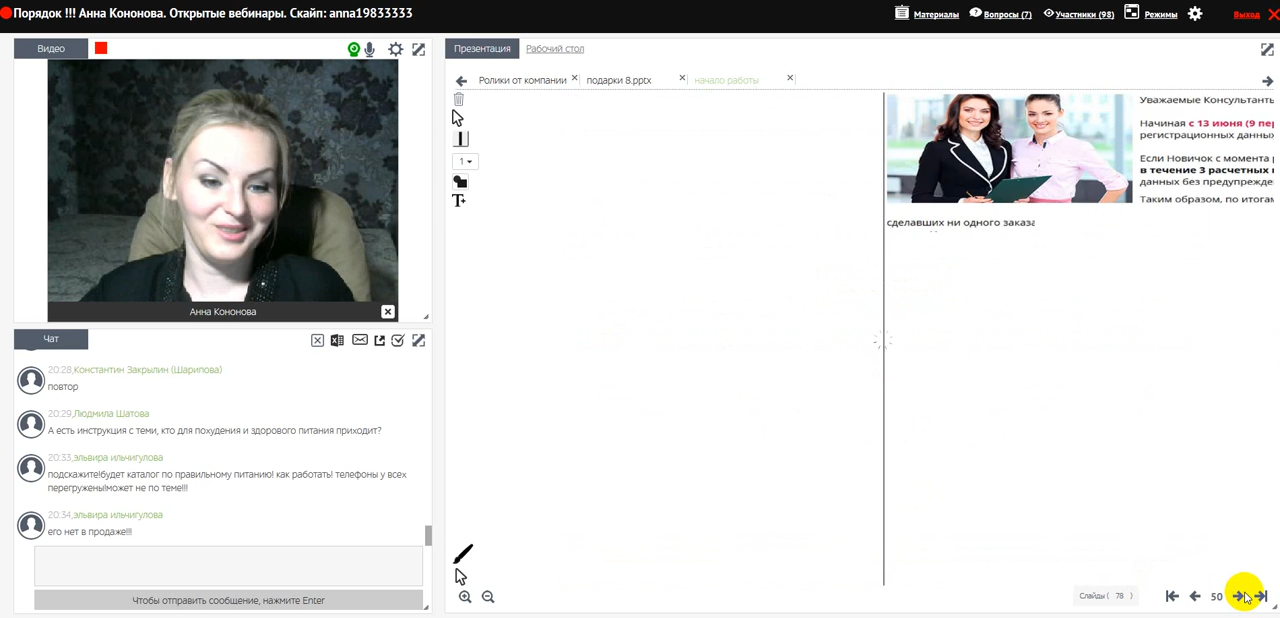 Порядок !!! Анна Кононова. Открытые вебинары. Скайп: anna19833333
Материалы Вопросы (7) Участники (98) Режимы Выход
Видео
Анна Кононова
Чат
20:28,Константин Закрылин (Шарипова)
повтор
20:29,Людмила Шатова
А есть инструкция с теми, кто для похудения и здорового питания приходит?
20:33,эльвира ильчигулова
подскажите!будет каталог по правильному питанию! как работать! телефоны у всех
перегружены!может не по теме!!!
20:34,эльвира ильчигулова
его нет в продаже!!!
Чтобы отправить сообщение, нажмите Enter
Презентация Рабочий стол
Ролики от компании подарки 8.pptx начало работы
1
T+
Уважаемые Консультанты
Начиная с 13 июня (9 пер
регистрационных данных
Если Новичок с момента р
в течение 3 расчетных п
данных без предупрежде
Таким образом, по итогам
сделавших ни одного заказа
Слайды ( 78 ) 50